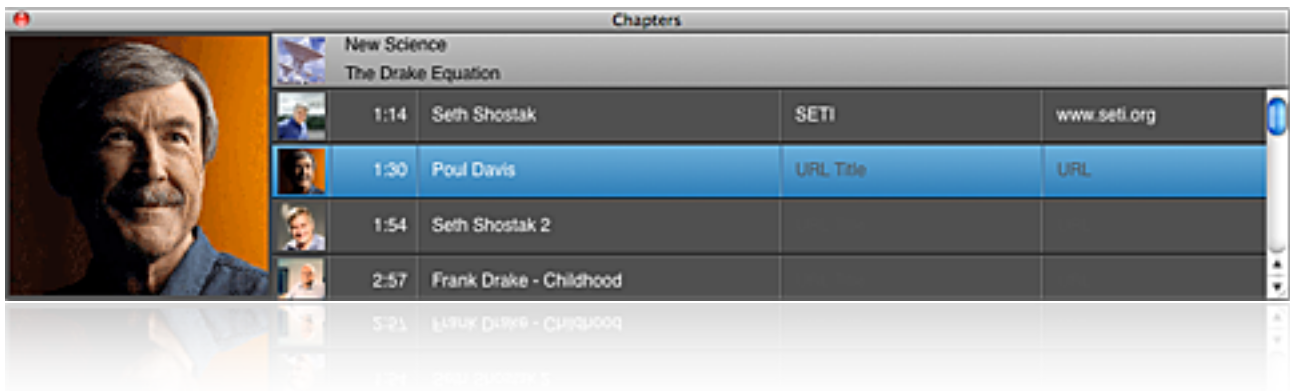 Chapters
New Science
The Drake Equation
1:14 Seth Shostak SETI www.seti.org
1:30 Poul Davis URL Title URL
1:54 Seth Shostak 2
2:57 Frank Drake - Childhood